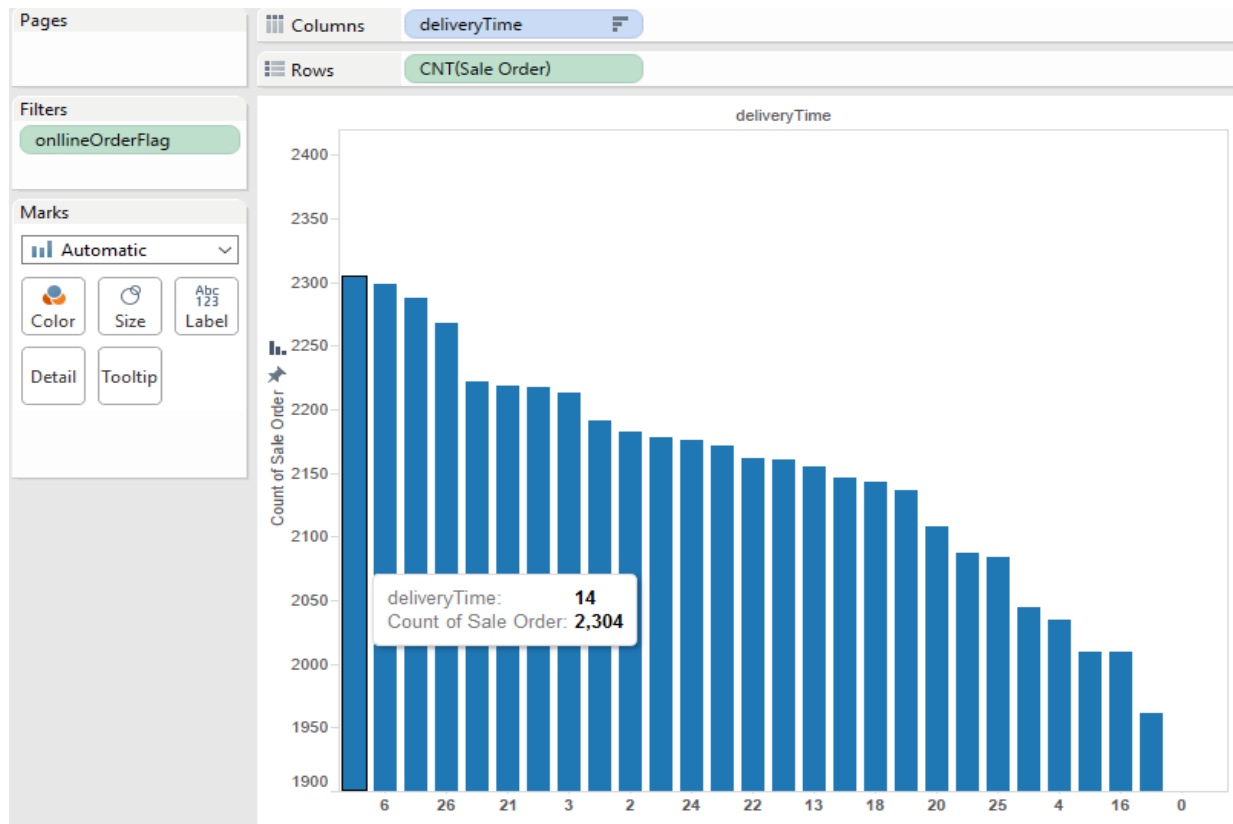 Pages
Columns
deliveryTime
Rows
CNT(Sale Order)
Filters
onllineOrderFlag
Marks
Automatic
Color
Size
Abc
123
Label
Detail
Tooltip
deliveryTime
Count of Sale Order
2400
2350
2300
2250
2200
2150
2100
2050
2000
1950
1900
deliveryTime: 14
Count of Sale Order: 2,304
6 26 21 3 2 24 22 13 18 20 25 4 16 0